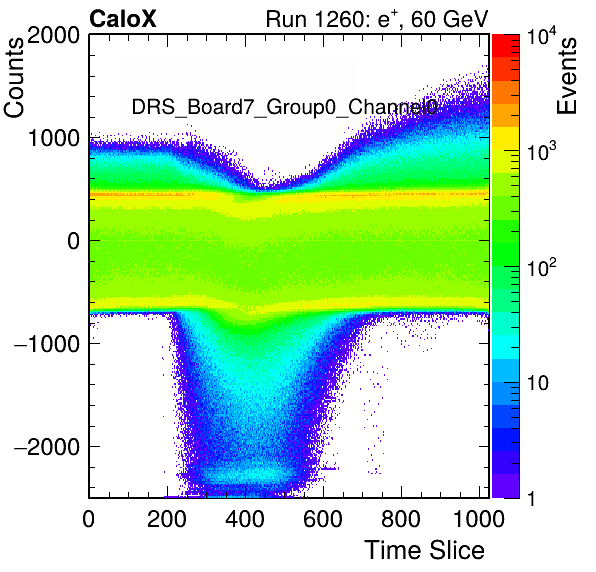 CaloX Run 1260: e+, 60 GeV
Counts
Events
DRS_Board7_Group0_Channel0
2000
1000
0
−1000
−2000
0 200 400 600 800 1000
Time Slice
10^4
10^3
10^2
10
1